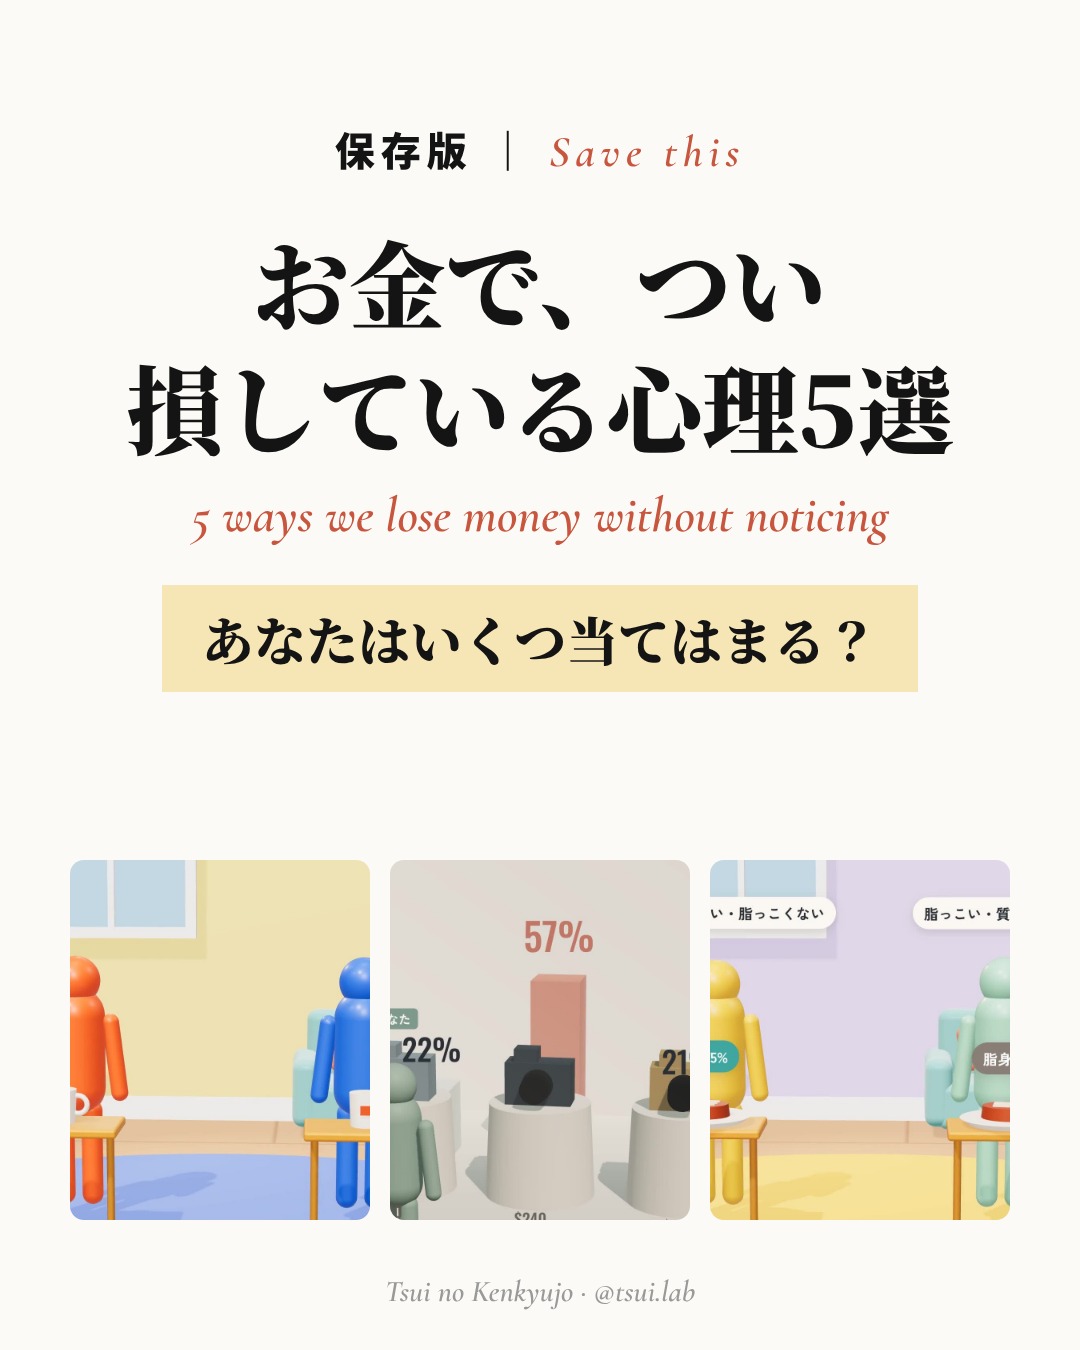 保存版 | Save this
お金で、つい
損している心理5選
5 ways we lose money without noticing
あなたはいくつ当てはまる？
い・脂っこくない
脂っこい・質
57%
なた
22%
21
5%
脂身
$240
Tsui no Kenkyujo · @tsui.lab